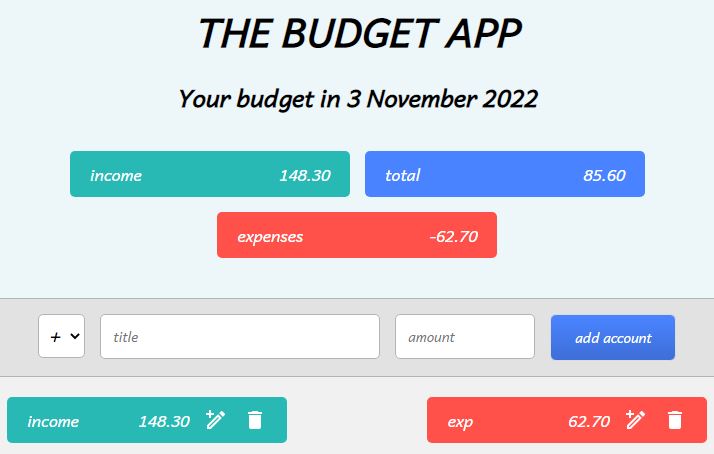 THE BUDGET APP
Your budget in 3 November 2022
income 148.30 total 85.60
expenses -62.70
+ title amount add account
income 148.30 exp 62.70